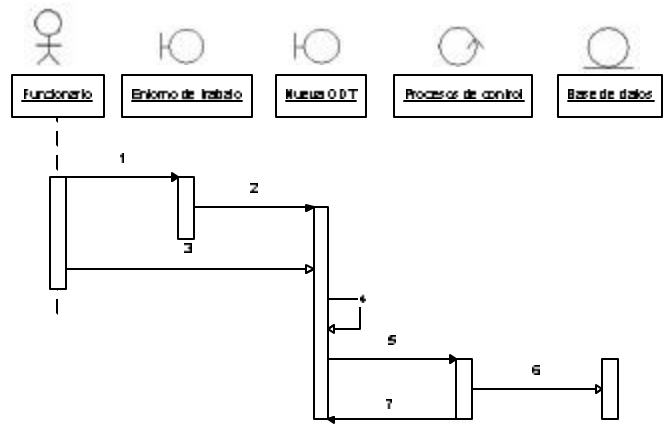 Funcionario
Entorno de trabajo
Nueva ODT
Procesos de control
Base de datos
1
2
3
4
5
6
7